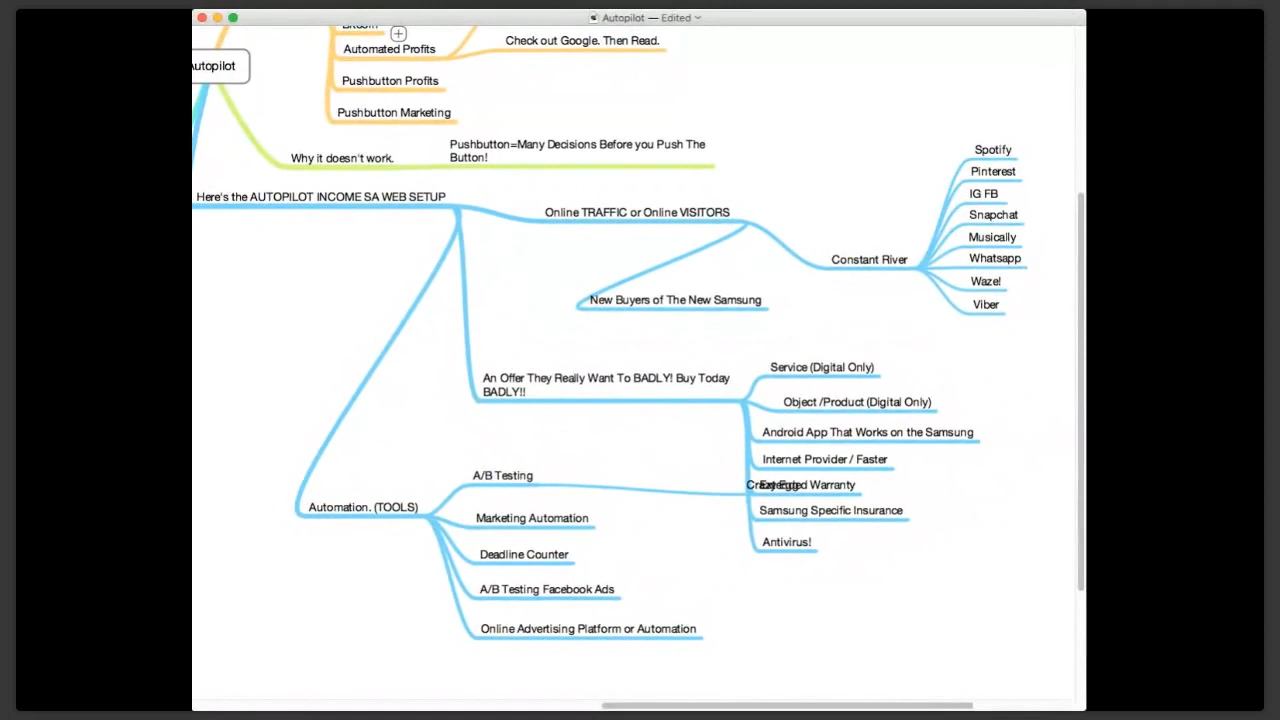 Autopilot — Edited
Bitcoin
Automated Profits
Check out Google. Then Read.
Autopilot
Pushbutton Profits
Pushbutton Marketing
Why it doesn't work.
Pushbutton=Many Decisions Before you Push The
Button!
Here's the AUTOPILOT INCOME SA WEB SETUP
Online TRAFFIC or Online VISITORS
Constant River
Spotify
Pinterest
IG FB
Snapchat
Musically
Whatsapp
Waze!
Viber
New Buyers of The New Samsung
An Offer They Really Want To BADLY! Buy Today
BADLY!!
Service (Digital Only)
Object /Product (Digital Only)
Android App That Works on the Samsung
Internet Provider / Faster
Extended Warranty
Samsung Specific Insurance
Antivirus!
Automation. (TOOLS)
A/B Testing
Marketing Automation
Deadline Counter
A/B Testing Facebook Ads
Online Advertising Platform or Automation